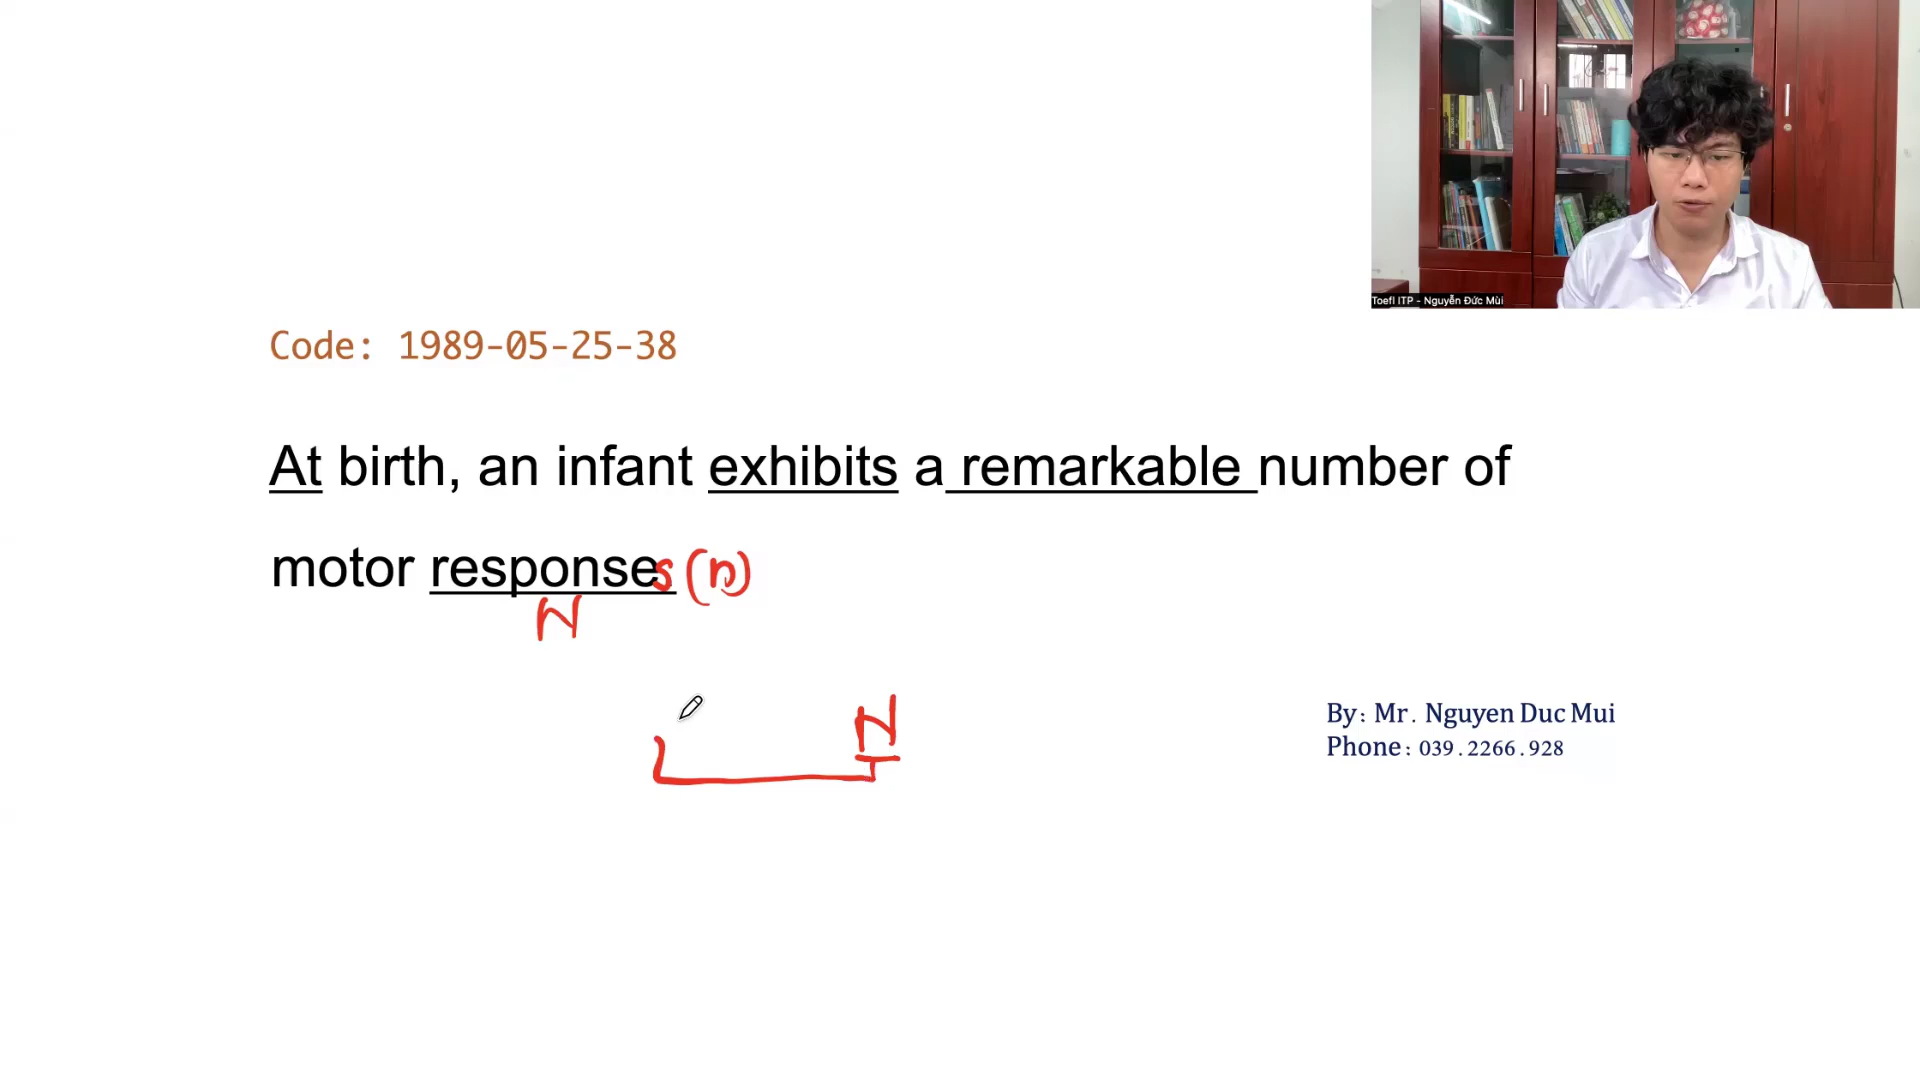 Toefl ITP - Nguyễn Đức Mùi
Code: 1989-05-25-38
At birth, an infant exhibits a remarkable number of
motor responses (n)
N
N
By: Mr. Nguyen Duc Mui
Phone: 039.2266.928